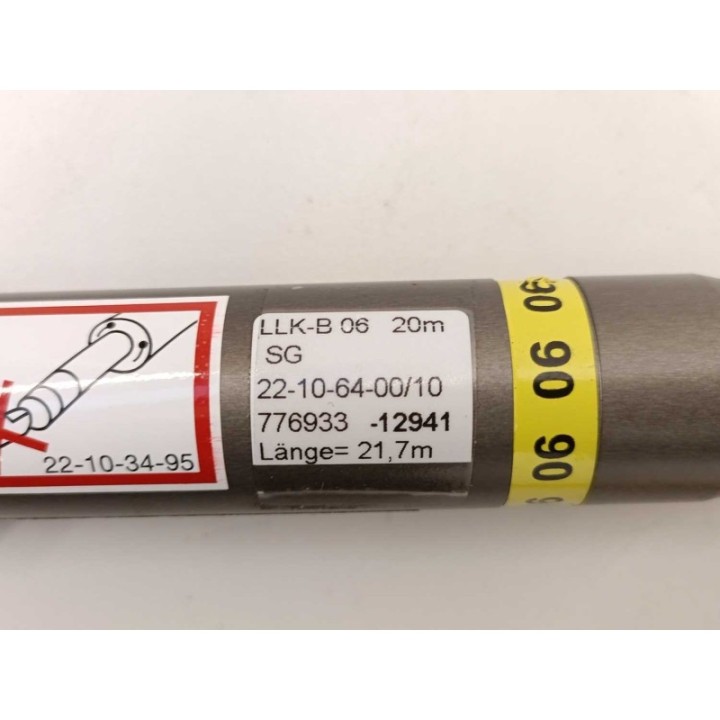 LLK-B 06 20m
SG
22-10-64-00/10
776933 -12941
Länge= 21,7m
22-10-34-95
06 06 06